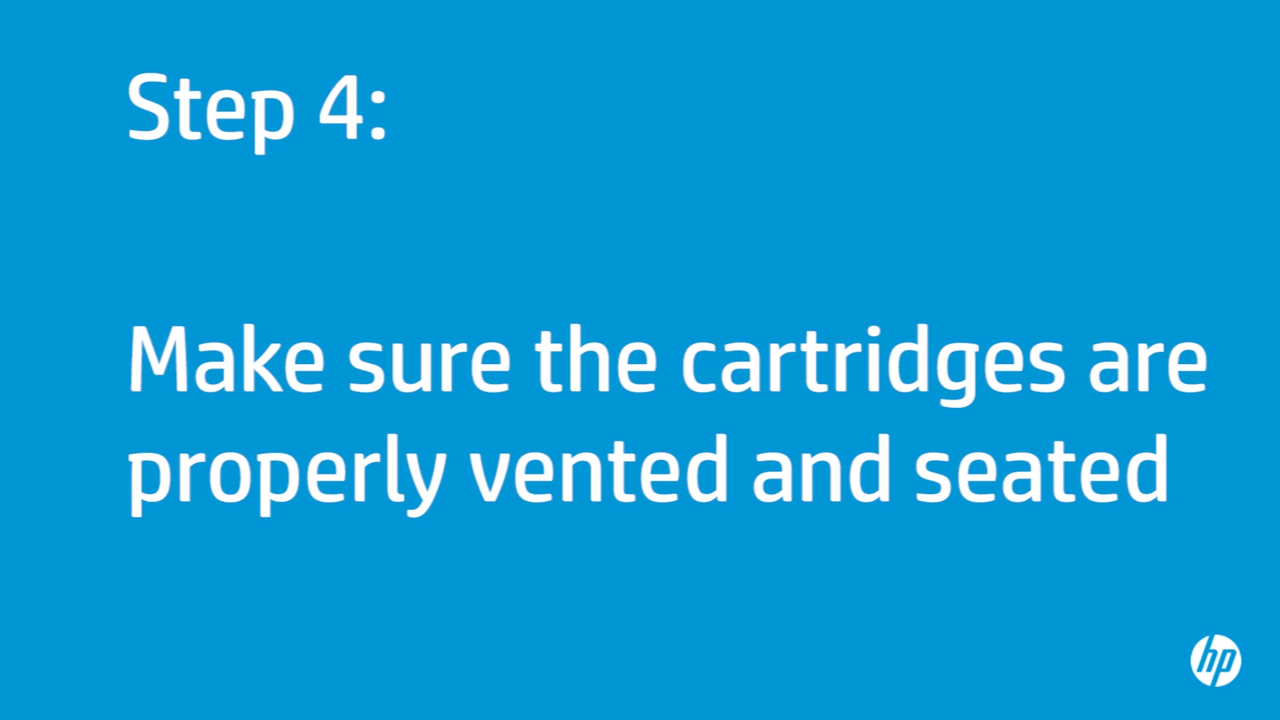 Step 4:
Make sure the cartridges are
properly vented and seated
hp